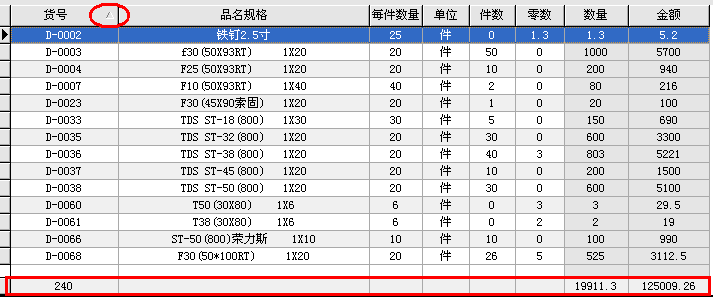 货号 / 品名规格 每件数量 单位 件数 零数 数量 金额
D-0002 铁钉2.5寸 25 件 0 1.3 1.3 5.2
D-0003 f30(50X93RT) 1X20 20 件 50 0 1000 5700
D-0004 F25(50X93RT) 1X20 20 件 10 0 200 940
D-0007 F10(50X93RT) 1X40 40 件 2 0 80 216
D-0023 F30(45X90索固) 1X20 20 件 1 0 20 100
D-0033 TDS ST-18(800) 1X30 30 件 5 0 150 690
D-0035 TDS ST-32(800) 1X20 20 件 30 0 600 3300
D-0036 TDS ST-38(800) 1X20 20 件 40 3 803 5221
D-0037 TDS ST-45(800) 1X20 20 件 10 0 200 1500
D-0038 TDS ST-50(800) 1X20 20 件 30 0 600 5100
D-0060 T50(30X80) 1X6 6 件 0 3 3 29.5
D-0061 T38(30X80) 1X6 6 件 0 2 2 19
D-0066 ST-50(800)荣力斯 1X10 10 件 10 0 100 990
D-0068 F30(50*100RT) 1X20 20 件 26 5 525 3112.5
240 19911.3 125009.26